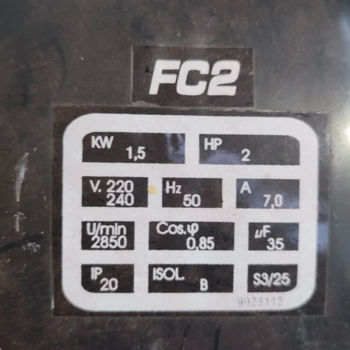 FC2
KW 1,5 HP 2
V. 220 240 Hz 50 A 7,0
U/min 2850 Cos.φ 0,85 µF 35
IP 20 ISOL. B S3/25
9028112